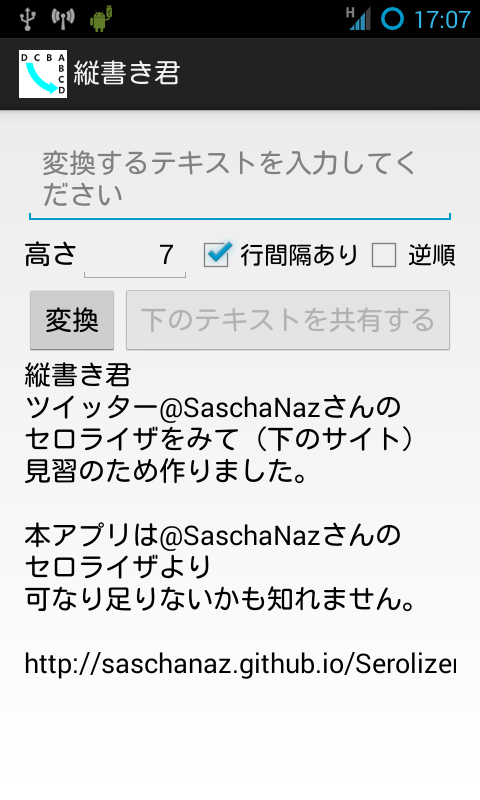 H
17:07
D C B A
B
C
D
縦書き君
変換するテキストを入力してく
ださい
高さ 7 行間隔あり 逆順
変換 下のテキストを共有する
縦書き君
ツイッター@SaschaNazさんの
セロライザをみて（下のサイト）
見習のため作りました。
本アプリは@SaschaNazさんの
セロライザより
可なり足りないかも知れません。
http://saschanaz.github.io/Serolizer